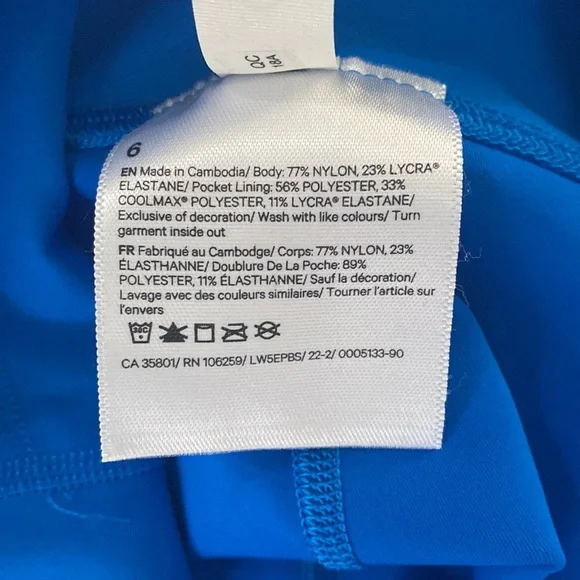 QC
18A
6
EN Made in Cambodia/ Body: 77% NYLON, 23% LYCRA®
ELASTANE/ Pocket Lining: 56% POLYESTER, 33%
COOLMAX® POLYESTER, 11% LYCRA® ELASTANE/
Exclusive of decoration/ Wash with like colours/ Turn
garment inside out
FR Fabriqué au Cambodge/ Corps: 77% NYLON, 23%
ÉLASTHANNE/ Doublure De La Poche: 89%
POLYESTER, 11% ÉLASTHANNE/ Sauf la décoration/
Lavage avec des couleurs similaires/ Tourner l'article sur
l'envers
30C
CA 35801/ RN 106259/ LW5EPBS/ 22-2/ 0005133-90